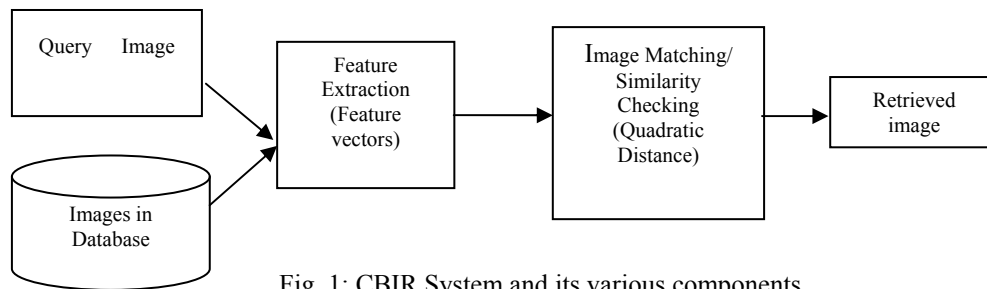 Query Image
Images in
Database
Feature
Extraction
(Feature
vectors)
Image Matching/
Similarity
Checking
(Quadratic
Distance)
Retrieved
image
Fig. 1: CBIR System and its various components